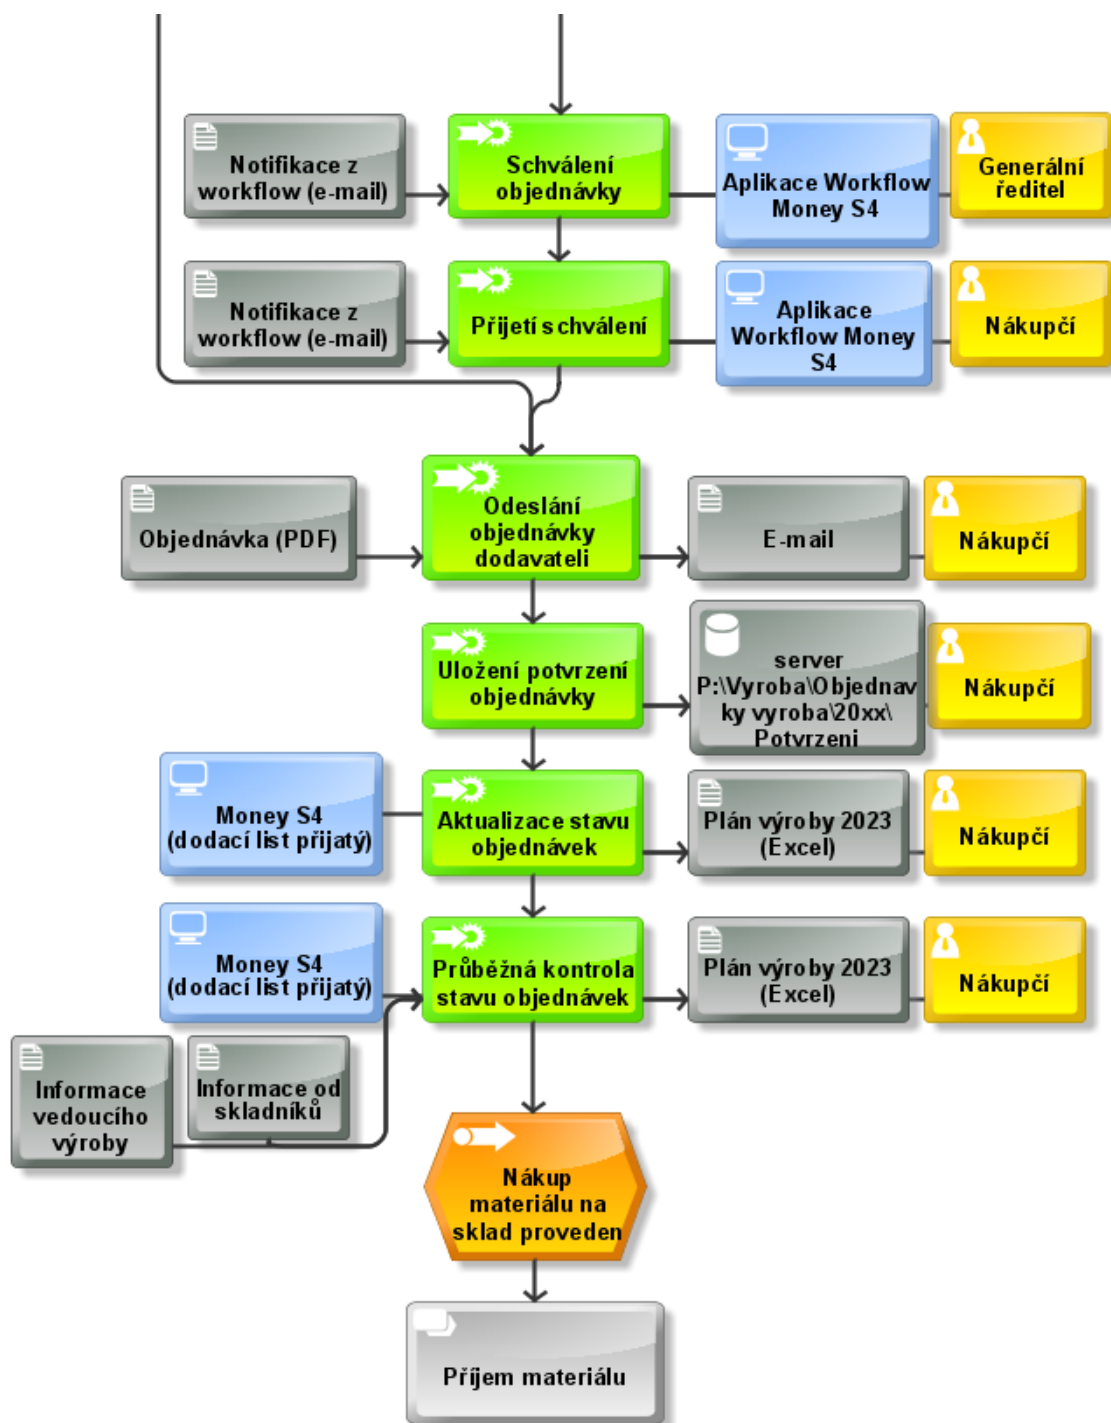 Notifikace z
workflow (e-mail)
Schválení
objednávky
Aplikace Workflow
Money S4
Generální
ředitel
Notifikace z
workflow (e-mail)
Přijetí schválení
Aplikace
Workflow Money
S4
Nákupčí
Objednávka (PDF)
Odeslání
objednávky
dodavateli
E-mail
Nákupčí
Uložení potvrzení
objednávky
server
P:\Vyroba\Objednav
ky vyroba\20xx\
Potvrzeni
Nákupčí
Money S4
(dodací list přijatý)
Aktualizace stavu
objednávek
Plán výroby 2023
(Excel)
Nákupčí
Money S4
(dodací list přijatý)
Průběžná kontrola
stavu objednávek
Plán výroby 2023
(Excel)
Nákupčí
Informace
vedoucího
výroby
Informace od
skladníků
Nákup
materiálu na
sklad proveden
Příjem materiálu